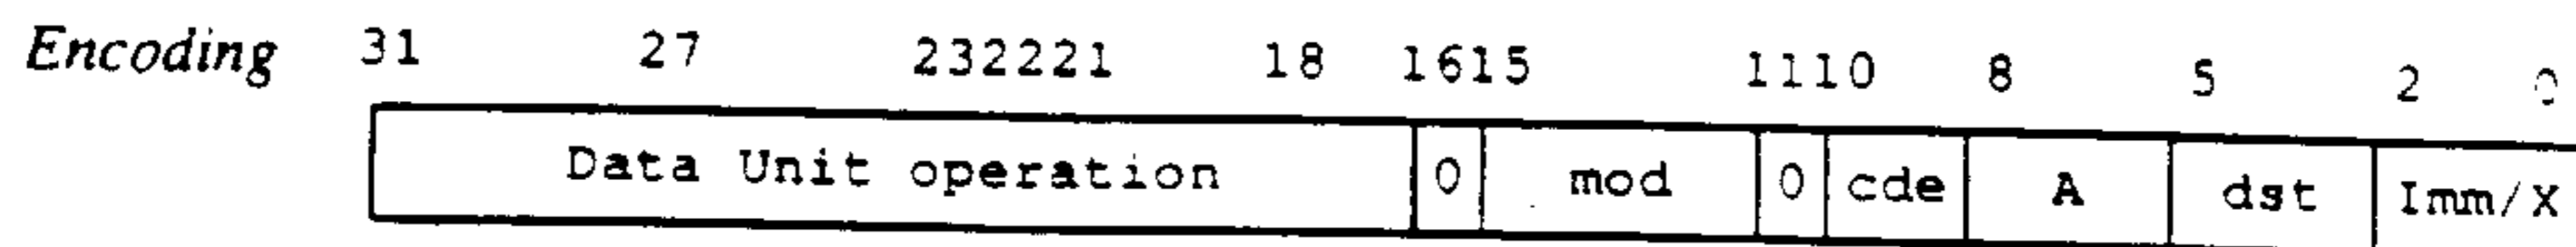 Encoding 31 27 232221 18 1615 1110 8 5 2 0
Data Unit operation 0 mod 0 cde A dst Imm/X